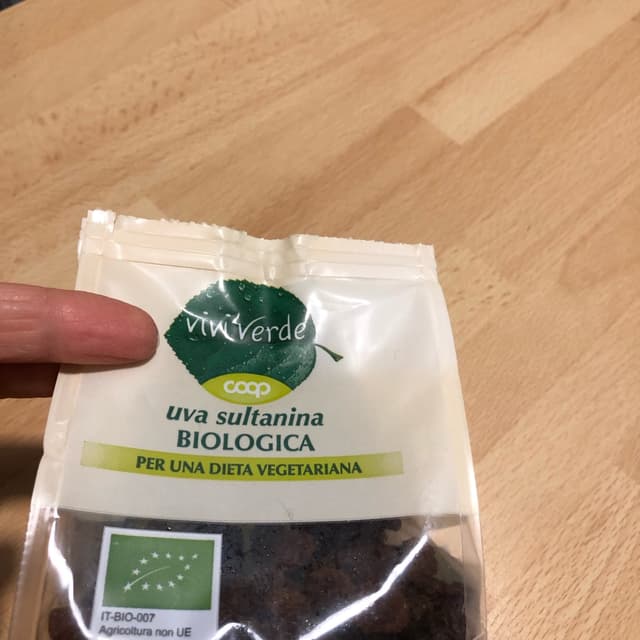 vivi verde
coop
uva sultanina
BIOLOGICA
PER UNA DIETA VEGETARIANA
IT-BIO-007
Agricoltura non UE